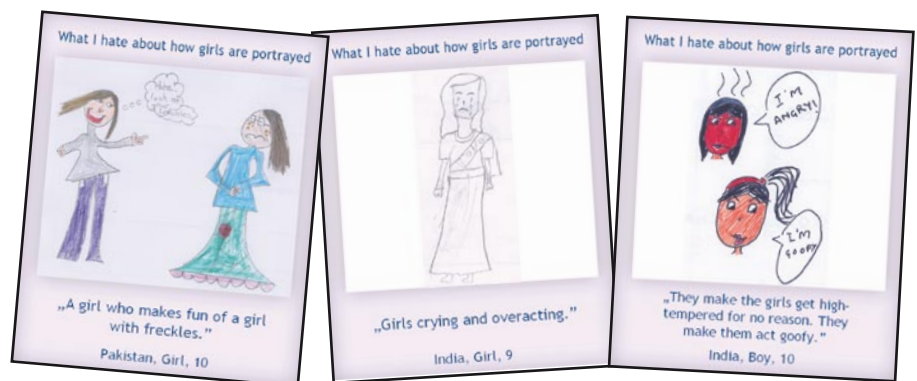 What I hate about how girls are portrayed
look at
„A girl who makes fun of a girl
with freckles.”
Pakistan, Girl, 10
What I hate about how girls are portrayed
„Girls crying and overacting.”
India, Girl, 9
What I hate about how girls are portrayed
I'M
ANGRY!
I'M
GOOFY
„They make the girls get high-
tempered for no reason. They
make them act goofy.”
India, Boy, 10